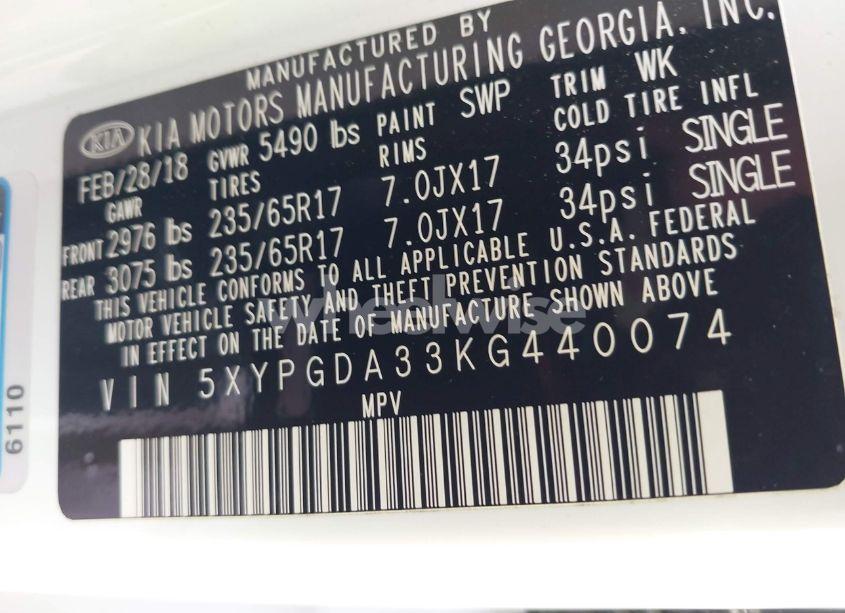 MANUFACTURED BY
KIA KIA MOTORS MANUFACTURING GEORGIA, INC.
FEB/28/18 GVWR 5490 lbs PAINT SWP TRIM WK
GAWR TIRES RIMS COLD TIRE INFL
FRONT 2976 lbs 235/65R17 7.0JX17 34psi SINGLE
REAR 3075 lbs 235/65R17 7.0JX17 34psi SINGLE
THIS VEHICLE CONFORMS TO ALL APPLICABLE U.S.A. FEDERAL
MOTOR VEHICLE SAFETY AND THEFT PREVENTION STANDARDS
IN EFFECT ON THE DATE OF MANUFACTURE SHOWN ABOVE
wheelwise
VIN 5XYPGDA33KG440074
MPV
6110